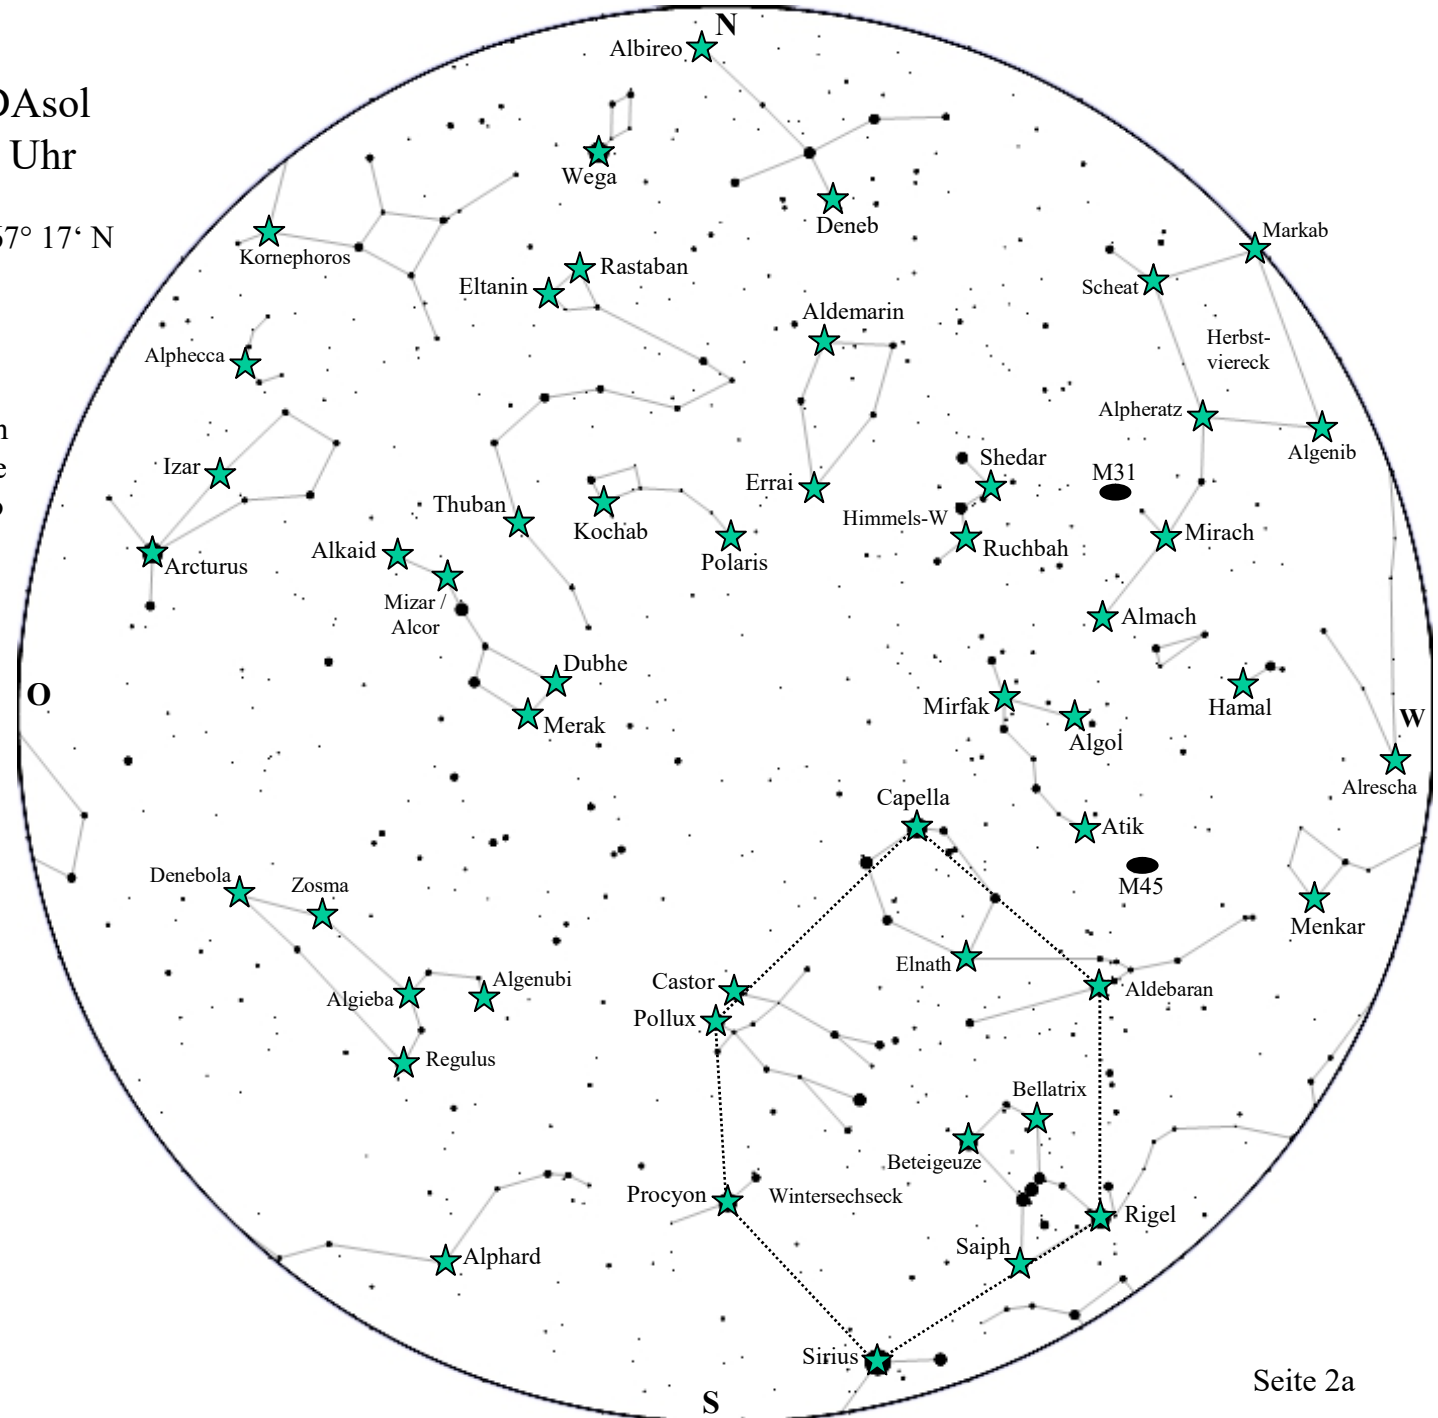 N
Albireo
DAsol
Uhr
Wega
Deneb
57° 17‘ N
Markab
Kornephoros
Rastaban
Eltanin
Scheat
Aldemarin
Herbst-
viereck
Alphecca
Alpheratz
Algenib
Izar
Shedar
M31
Errai
Thuban
Kochab
Himmels-W
Mirach
Ruchbah
Alkaid
Polaris
Arcturus
Mizar /
Alcor
Almach
Dubhe
O
Mirfak
Hamal
W
Merak
Algol
Alrescha
Capella
Atik
Denebola
Zosma
M45
Menkar
Elnath
Castor
Algenubi
Algieba
Aldebaran
Pollux
Regulus
Bellatrix
Beteigeuze
Procyon
Wintersechseck
Rigel
Saiph
Alphard
Sirius
Seite 2a
S